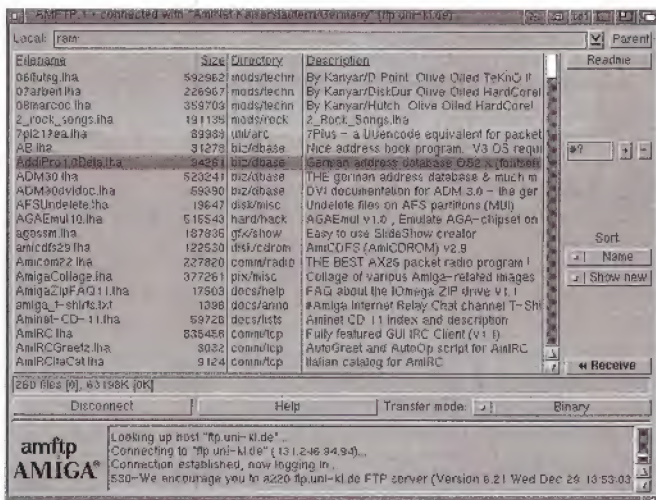 AMFTP connected with "AmiNet Kaiserslautern/Germany" (ftp.uni-kl.de)
Local: ram: Parent
Filename Size Directory Description Readme
06flutsg.lha 592962 mods/techn By Kanyar/D Point. Olive Oiled TeKnO !!
07arbeit.lha 226967 mods/techn By Kanyar/DiskDur Olive Oiled HardCore!
08marcoc.lha 359703 mods/techn By Kanyar/Hutch Olive Oiled HardCore!
2_rock_songs.lha 191135 mods/rock 2_Rock_Songs.lha
7pl217ea.lha 89983 util/arc 7Plus - a UUencode equivalent for packet
AB.lha 31278 biz/dbase Nice address book program. V3 OS requi
AddiPro1.0Beta.lha 94261 biz/dbase German address database OS2.x (fontsen
ADM30.lha 523241 biz/dbase THE german address database & much m
ADM30dvidoc.lha 59390 biz/dbase DVI documentation for ADM 3.0 - the ger
AFSUndelete.lha 19647 disk/misc Undelete files on AFS partitions (MUI)
AGAEmul10.lha 515543 hard/hack AGAEmul v1.0 , Emulate AGA-chipset on
agossm.lha 187836 gfx/show Easy to use SlideShow creator
amicdfs29.lha 122530 disk/cdrom AmiCDFS (AmiCDROM) v2.9
Amicom22.lha 227820 comm/radio THE BEST AX25 packet radio program !
AmigaCollage.lha 377261 pix/misc Collage of various Amiga-related images
AmigaZipFAQ11.lha 17503 docs/help FAQ about the IOmega ZIP drive v1.1
amiga_t-shirts.txt 1396 docs/anno #Amiga Internet Relay Chat channel T-Shi
Aminet-CD-11.lha 59728 docs/lists Aminet CD 11 index and description
AmIRC.lha 835456 comm/tcp Fully featured GUI IRC Client (v1.1)
AmIRCGreetz.lha 3032 comm/tcp AutoGreet and AutoOp script for AmIRC
AmIRCItaCat.lha 9124 comm/tcp Italian catalog for AmIRC
#? + -
Sort
Name
Show new
« Receive
260 files [0], 63198K [0K]
Disconnect Help Transfer mode: Binary
amftp
AMIGA®
Looking up host "ftp.uni-kl.de"...
Connecting to "ftp.uni-kl.de" (131.246.94.94)...
Connection established, now logging in...
530-We encourage you to a220 ftp.uni-kl.de FTP server (Version 6.21 Wed Dec 29 13:53:03